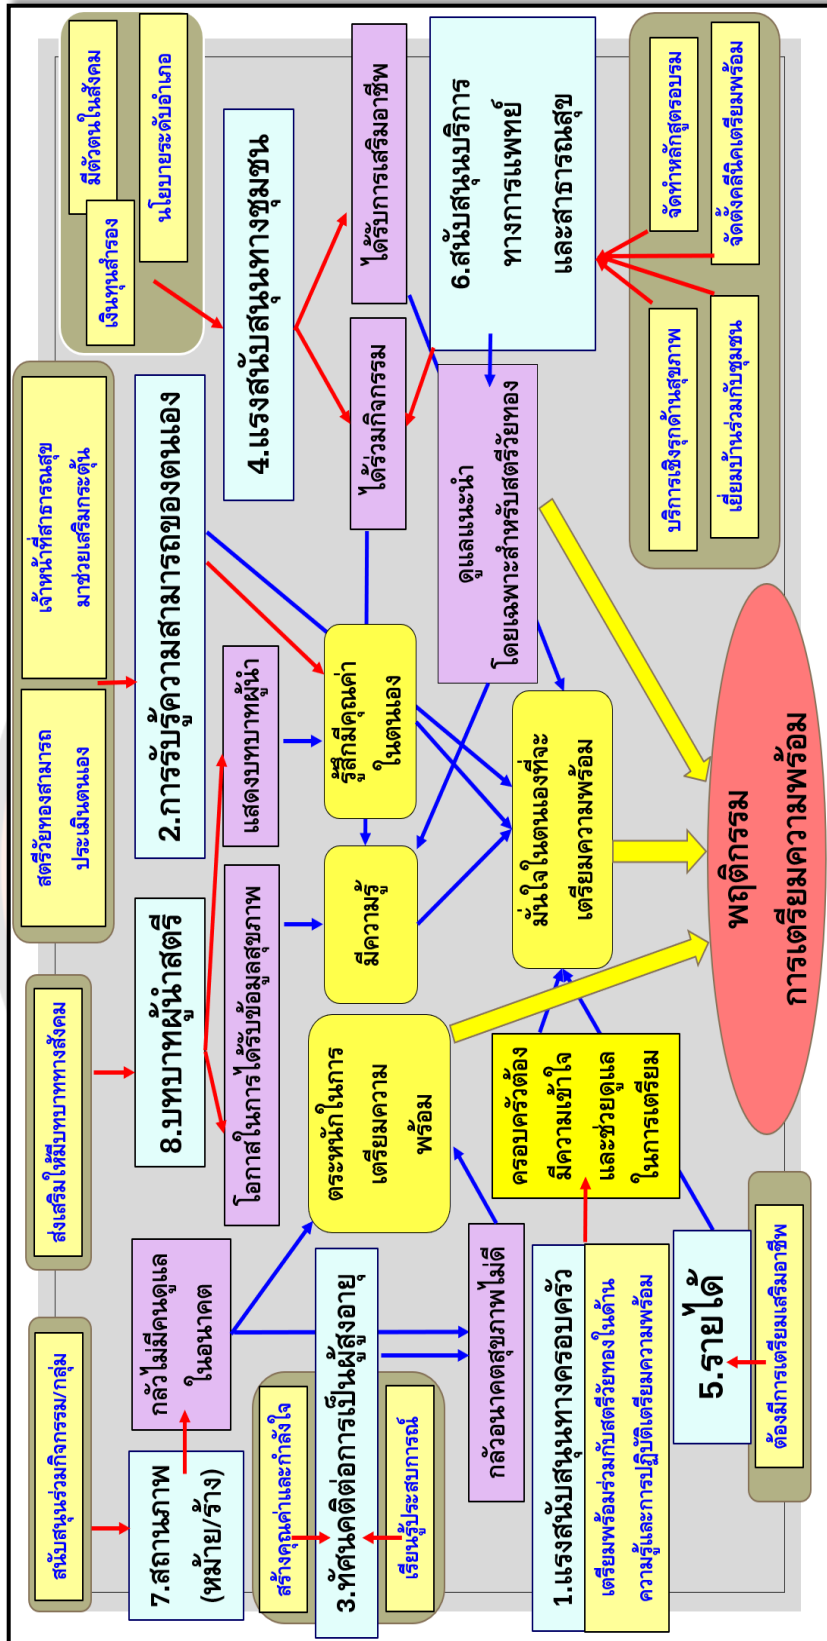 สนับสนุนร่วมกิจกรรม/กลุ่ม
ส่งเสริมให้มีบทบาททางสังคม
สตรีวัยทองสามารถ
ประเมินตนเอง
เจ้าหน้าที่สาธารณสุข
มาช่วยเสริมกระตุ้น
เงินทุนสำรอง
มีตัวตนในสังคม
นโยบายระดับอำเภอ
7.สถานภาพ
(หม้าย/ร้าง)
กลัวไม่มีคนดูแล
ในอนาคต
8.บทบาทผู้นำสตรี
2.การรับรู้ความสามารถของตนเอง
4.แรงสนับสนุนทางชุมชน
โอกาสในการได้รับข้อมูลสุขภาพ
แสดงบทบาทผู้นำ
สร้างคุณค่าและกำลังใจ
3.ทัศนคติต่อการเป็นผู้สูงอายุ
เรียนรู้ประสบการณ์
ตระหนักในการ
เตรียมความ
พร้อม
มีความรู้
รู้สึกมีคุณค่า
ในตนเอง
ได้ร่วมกิจกรรม
ได้รับการเสริมอาชีพ
6.สนับสนุนบริการ
ทางการแพทย์
และสาธารณสุข
กลัวอนาคตสุขภาพไม่ดี
ดูแลแนะนำ
โดยเฉพาะสำหรับสตรีวัยทอง
ครอบครัวต้อง
มีความเข้าใจ
และช่วยดูแล
ในการเตรียม
มั่นใจในตนเองที่จะ
เตรียมความพร้อม
1.แรงสนับสนุนทางครอบครัว
เตรียมพร้อมร่วมกับสตรีวัยทองในด้าน
ความรู้และการปฏิบัติเตรียมความพร้อม
บริการเชิงรุกด้านสุขภาพ
จัดทำหลักสูตรอบรม
เยี่ยมบ้านร่วมกับชุมชน
จัดตั้งคลีนิคเตรียมพร้อม
5.รายได้
ต้องมีการเตรียมเสริมอาชีพ
พฤติกรรม
การเตรียมความพร้อม